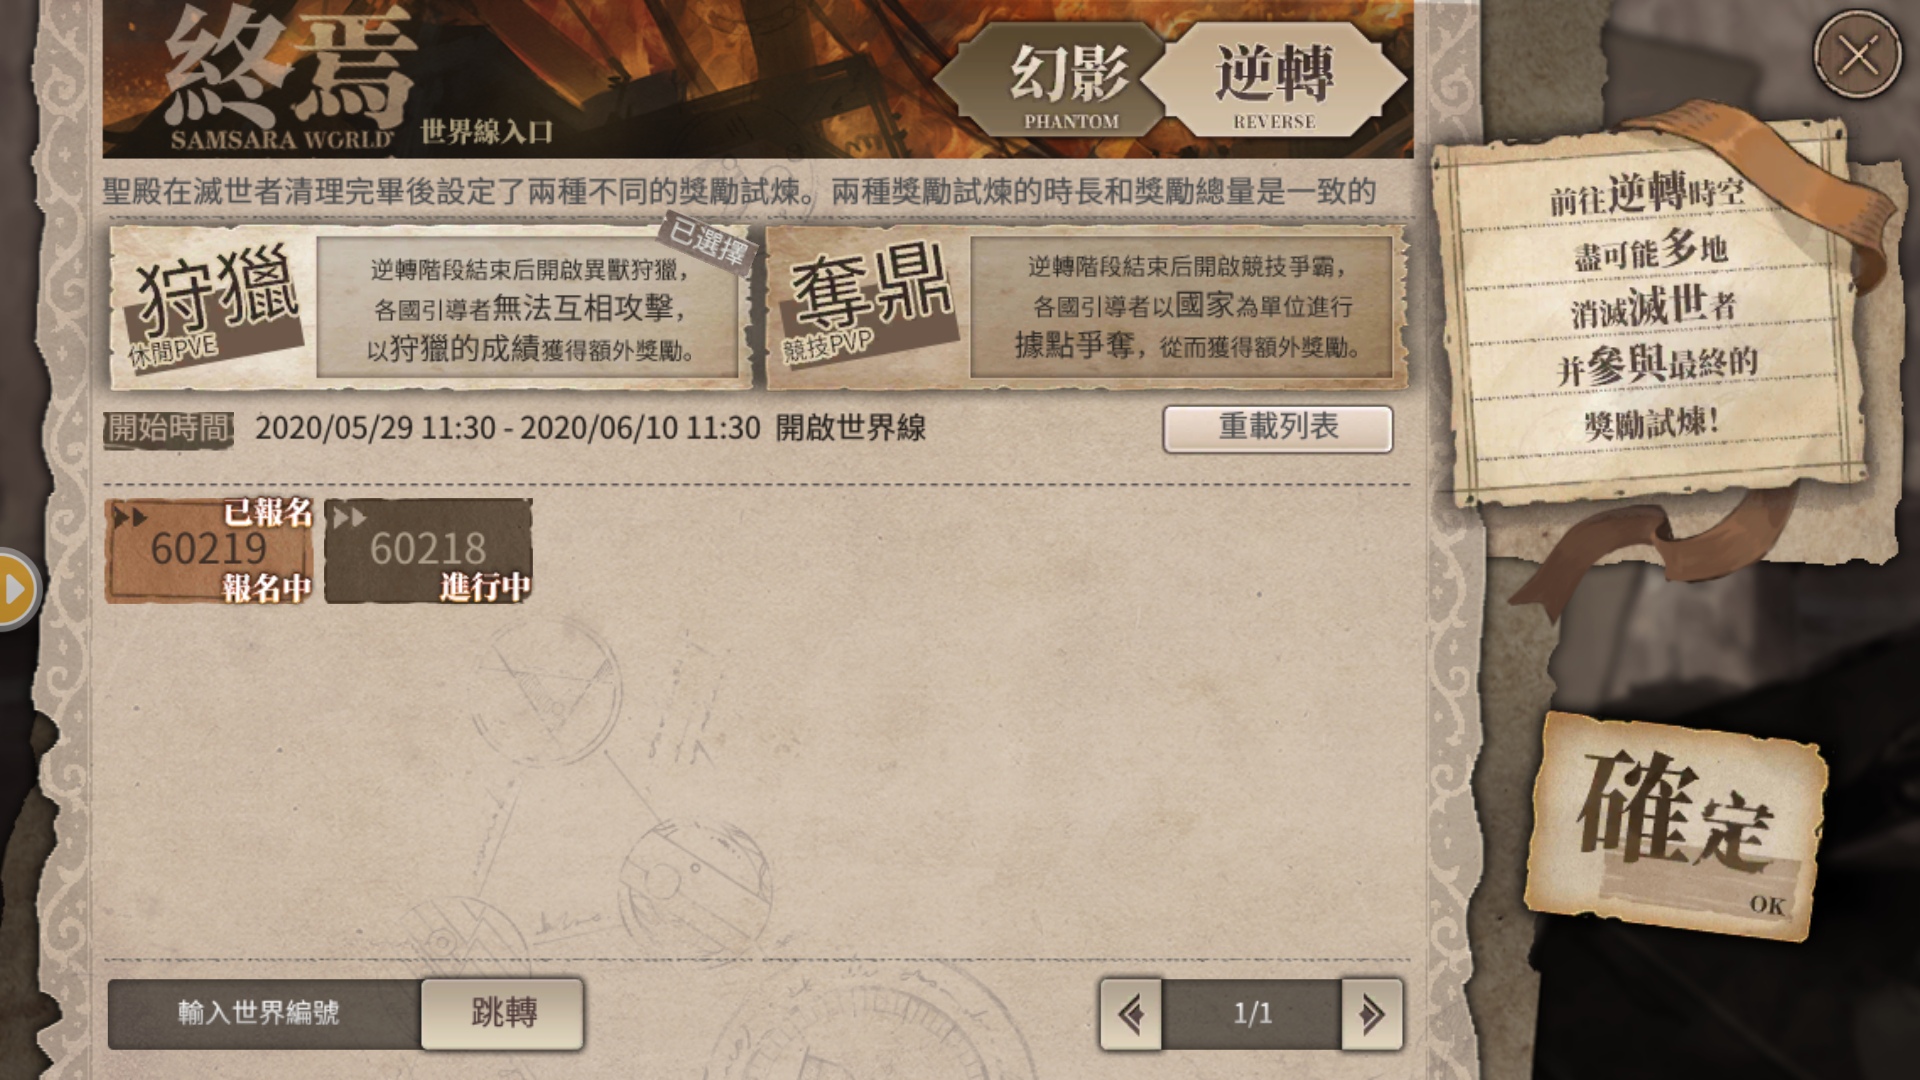 終焉
SAMSARA WORLD
世界線入口
幻影
PHANTOM
逆轉
REVERSE
聖殿在滅世者清理完畢後設定了兩種不同的獎勵試煉。兩種獎勵試煉的時長和獎勵總量是一致的
狩獵
休閒PVE
已選擇
逆轉階段結束后開啟異獸狩獵，
各國引導者無法互相攻擊，
以狩獵的成績獲得額外獎勵。
奪鼎
競技PVP
逆轉階段結束后開啟競技爭霸，
各國引導者以國家為單位進行
據點爭奪，從而獲得額外獎勵。
開始時間 2020/05/29 11:30 - 2020/06/10 11:30 開啟世界線
重載列表
已報名
60219
報名中
60218
進行中
輸入世界編號
跳轉
1/1
前往逆轉時空
盡可能多地
消滅滅世者
并參與最終的
獎勵試煉！
確定
OK